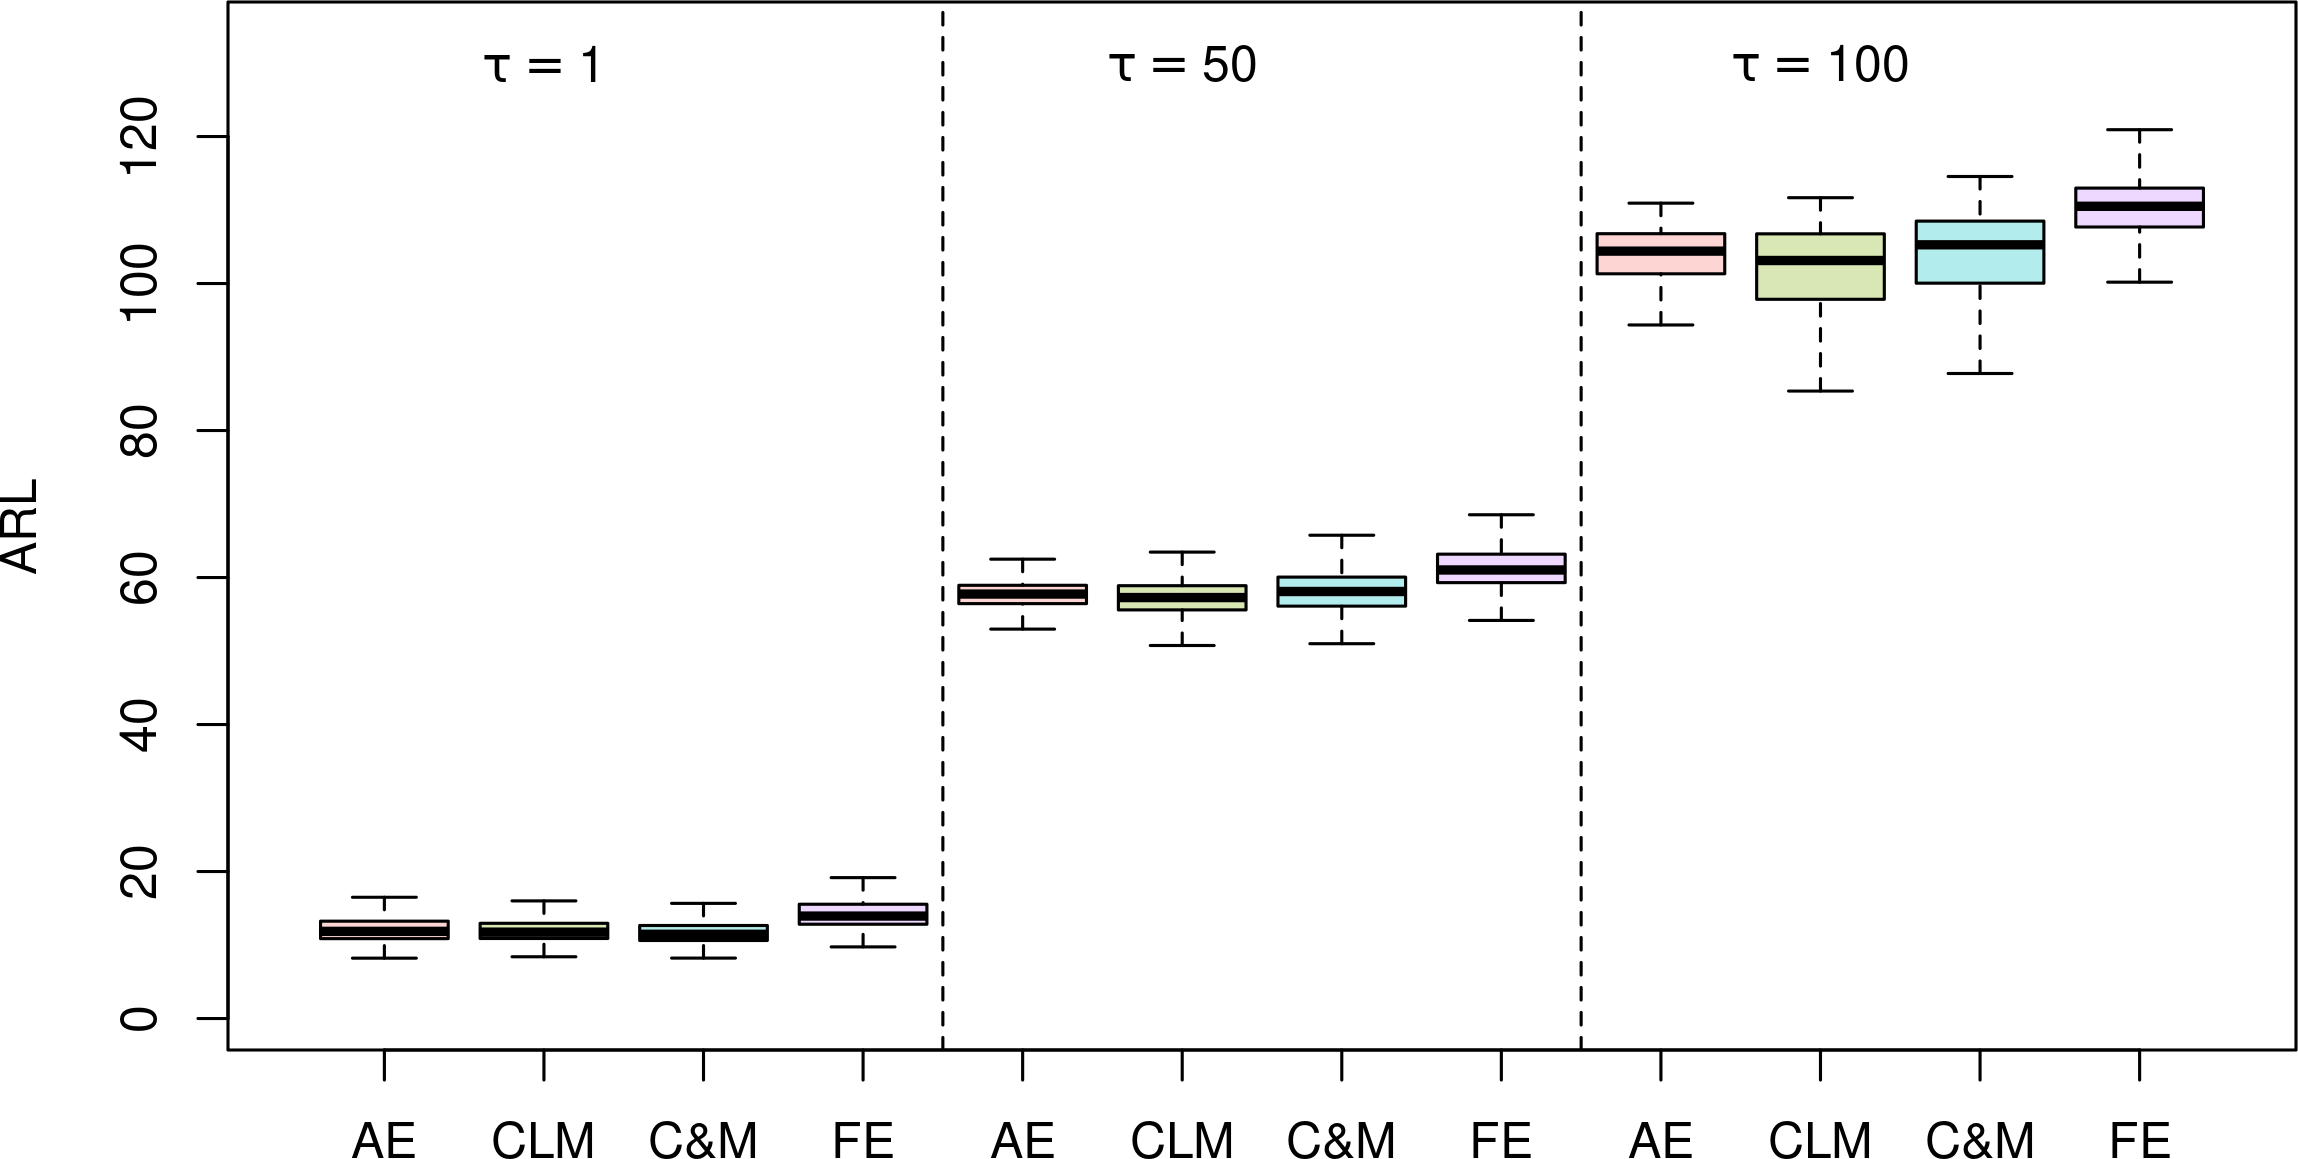 τ = 1
τ = 50
τ = 100
ARL
120
100
80
60
40
20
0
AE CLM C&M FE AE CLM C&M FE AE CLM C&M FE